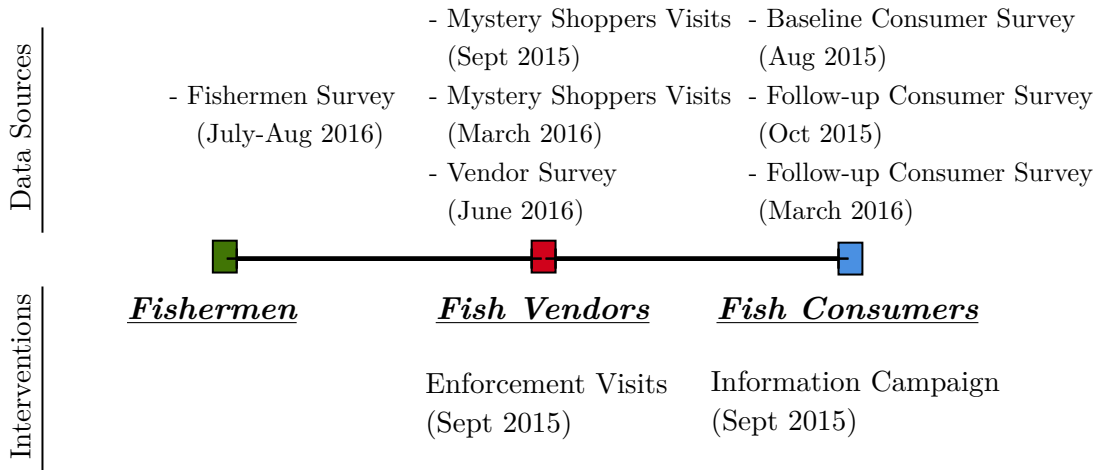 Data Sources
- Fishermen Survey
(July-Aug 2016)
- Mystery Shoppers Visits
(Sept 2015)
- Mystery Shoppers Visits
(March 2016)
- Vendor Survey
(June 2016)
- Baseline Consumer Survey
(Aug 2015)
- Follow-up Consumer Survey
(Oct 2015)
- Follow-up Consumer Survey
(March 2016)
Fishermen
Fish Vendors
Fish Consumers
Interventions
Enforcement Visits
(Sept 2015)
Information Campaign
(Sept 2015)